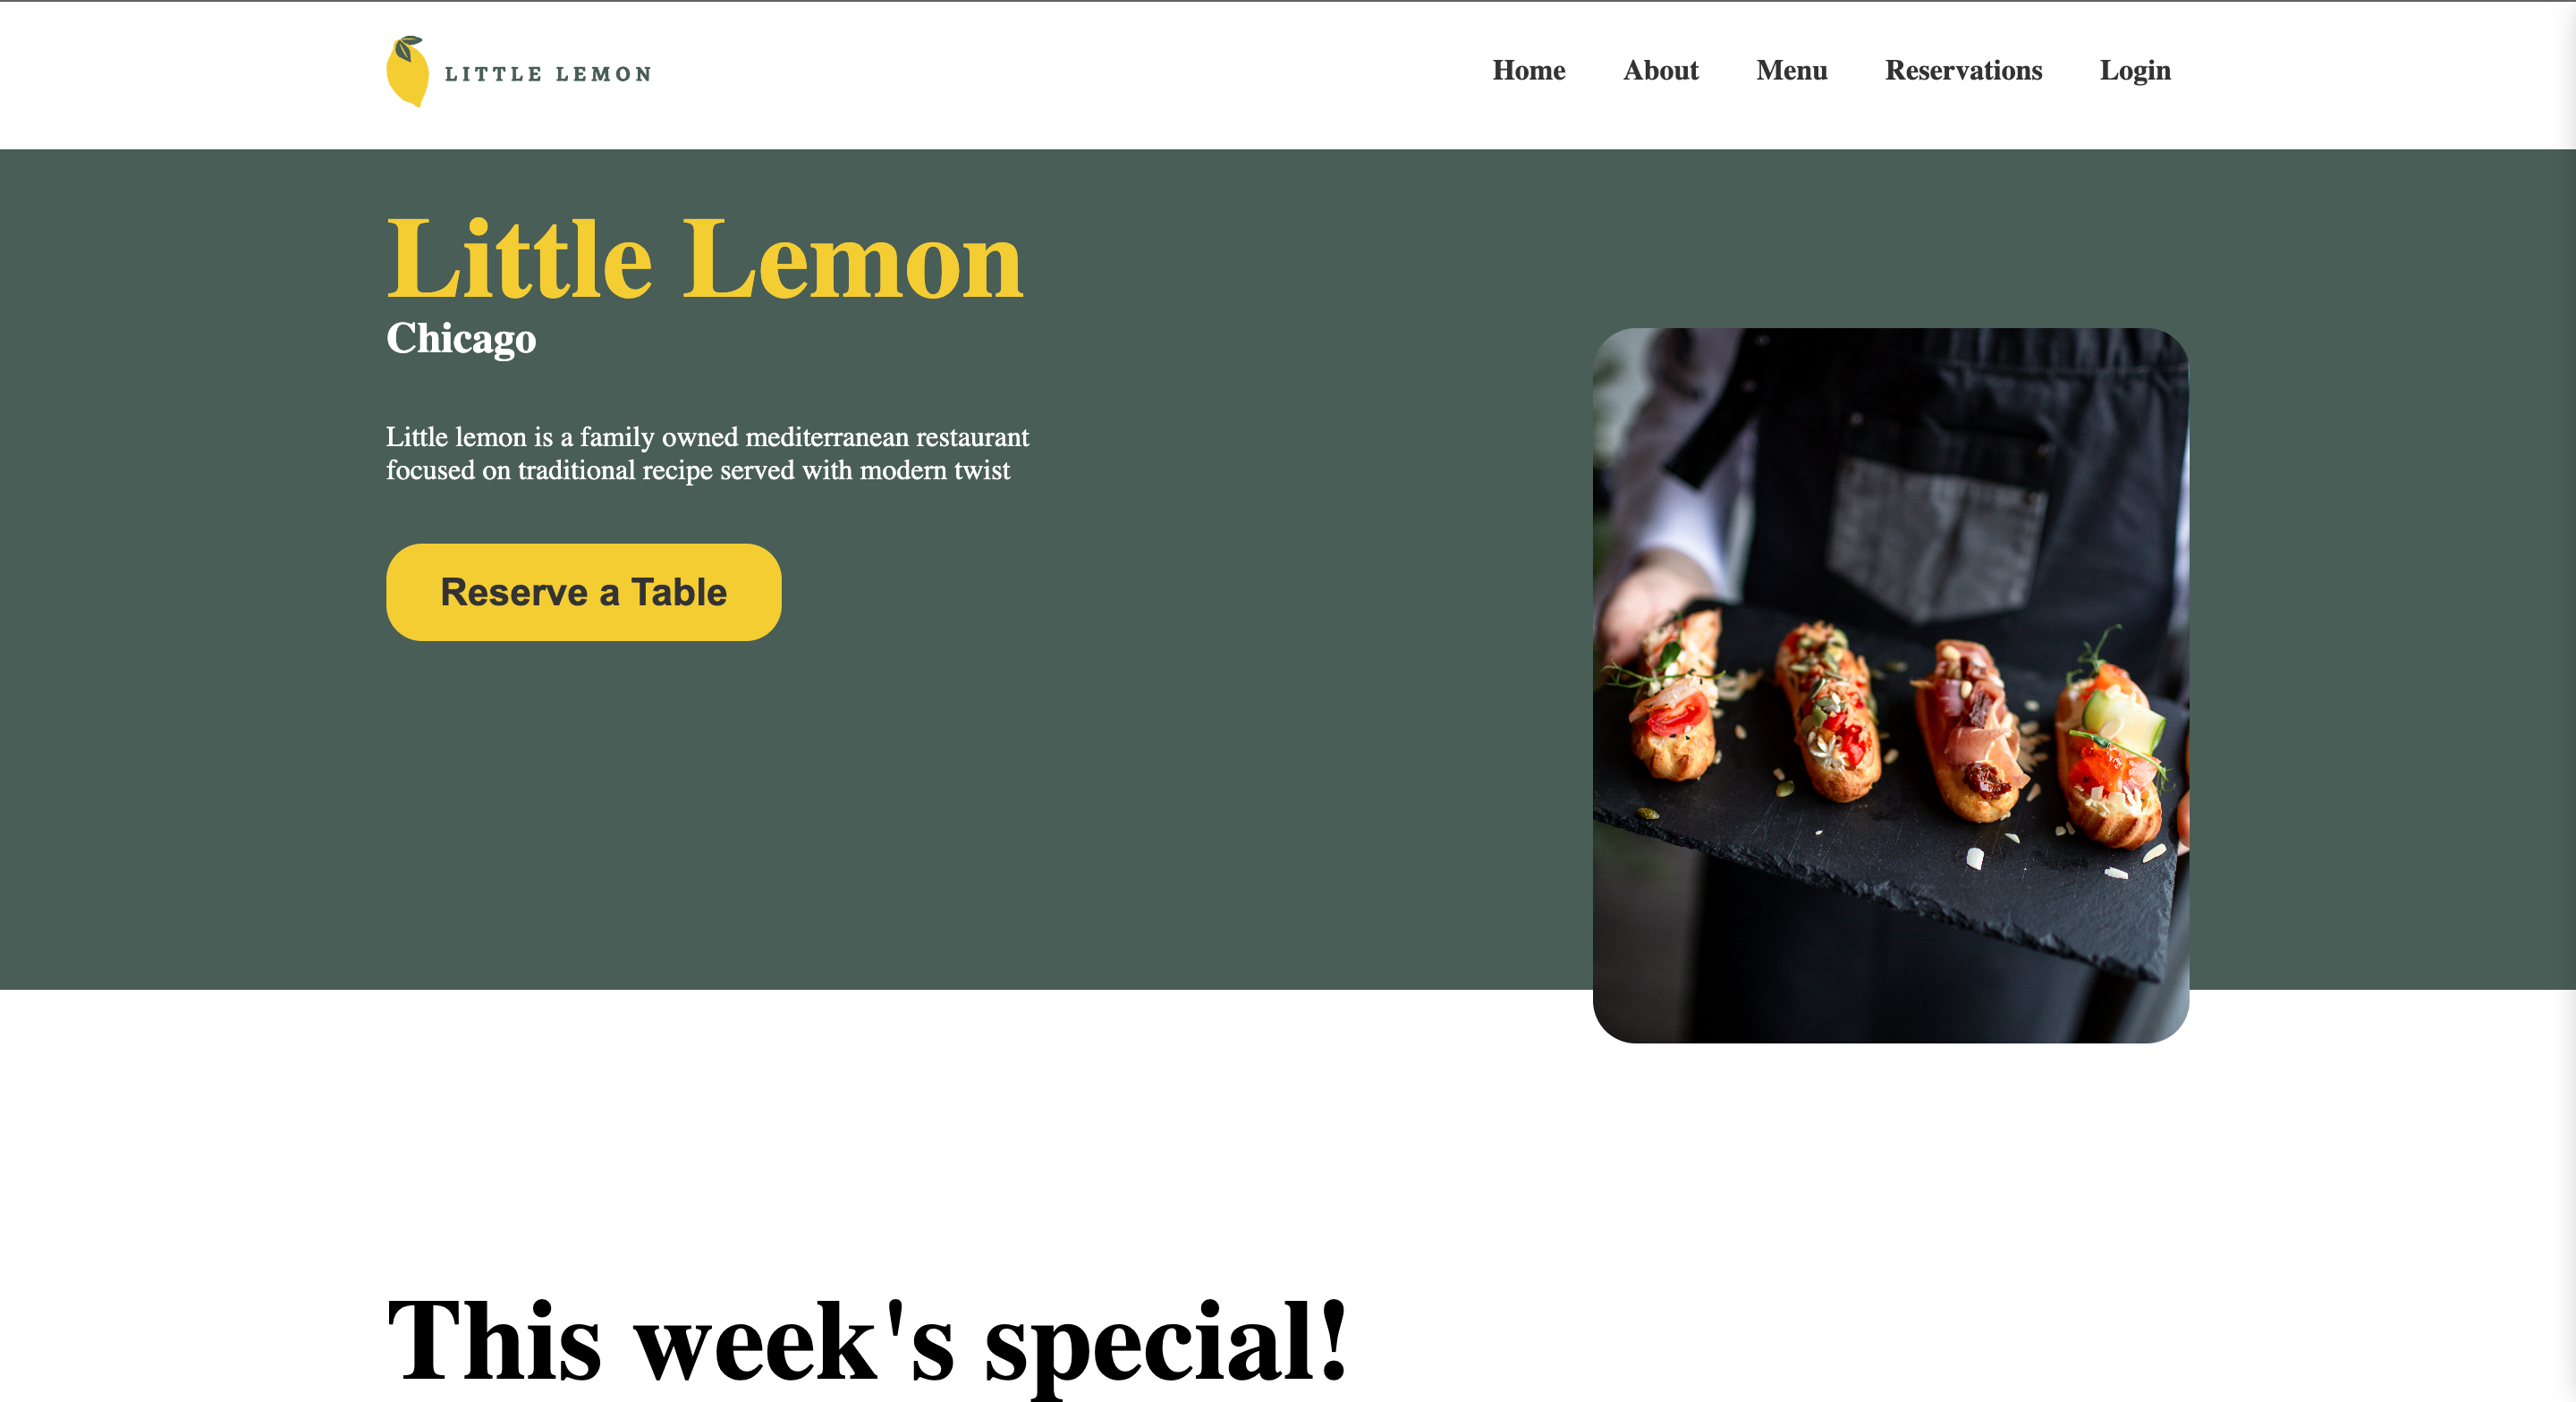 LITTLE LEMON
Home About Menu Reservations Login
Little Lemon
Chicago
Little lemon is a family owned mediterranean restaurant
focused on traditional recipe served with modern twist
Reserve a Table
This week's special!